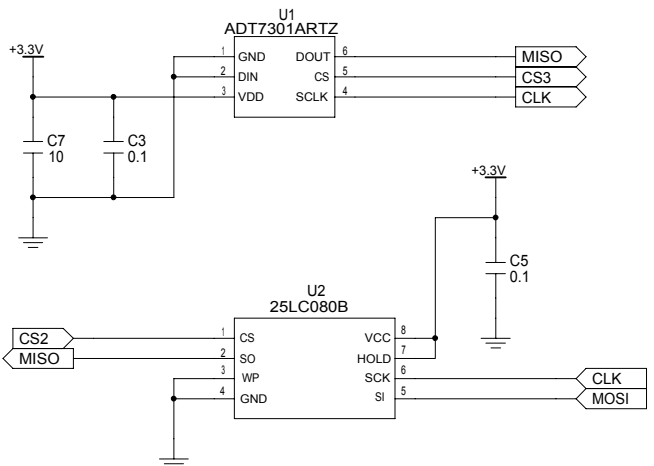 U1
ADT7301ARTZ
+3.3V
1 GND DOUT 6 MISO
2 DIN CS 5 CS3
3 VDD SCLK 4 CLK
C7
10
C3
0.1
+3.3V
C5
0.1
U2
25LC080B
CS2 1 CS VCC 8
MISO 2 SO HOLD 7
3 WP SCK 6 CLK
4 GND SI 5 MOSI